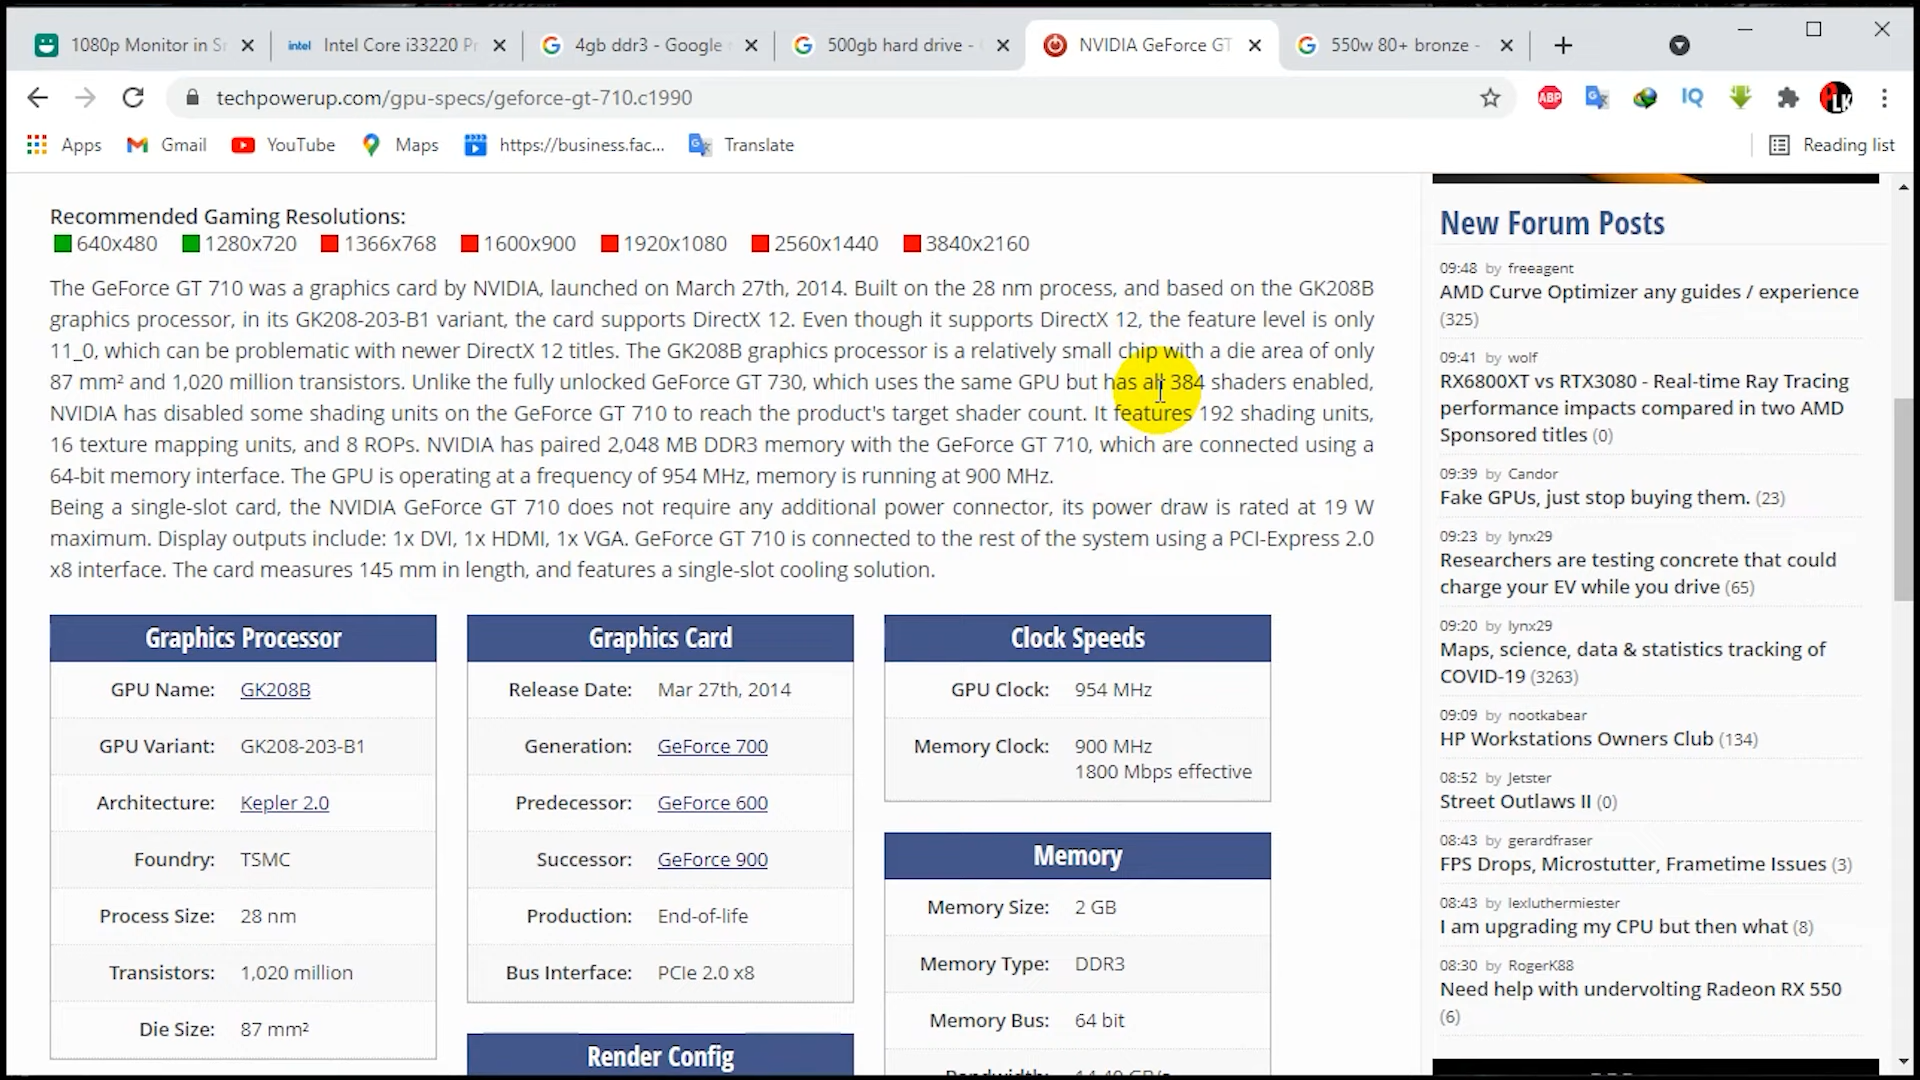 1080p Monitor in Sr
intel Intel Core i33220 Pr
4gb ddr3 - Google
500gb hard drive -
NVIDIA GeForce GT
550w 80+ bronze -
techpowerup.com/gpu-specs/geforce-gt-710.c1990
ABP
IQ
LK
Apps
Gmail
YouTube
Maps
https://business.fac...
Translate
Reading list
Recommended Gaming Resolutions:
640x480 1280x720 1366x768 1600x900 1920x1080 2560x1440 3840x2160
The GeForce GT 710 was a graphics card by NVIDIA, launched on March 27th, 2014. Built on the 28 nm process, and based on the GK208B
graphics processor, in its GK208-203-B1 variant, the card supports DirectX 12. Even though it supports DirectX 12, the feature level is only
11_0, which can be problematic with newer DirectX 12 titles. The GK208B graphics processor is a relatively small chip with a die area of only
87 mm² and 1,020 million transistors. Unlike the fully unlocked GeForce GT 730, which uses the same GPU but has all 384 shaders enabled,
NVIDIA has disabled some shading units on the GeForce GT 710 to reach the product's target shader count. It features 192 shading units,
16 texture mapping units, and 8 ROPs. NVIDIA has paired 2,048 MB DDR3 memory with the GeForce GT 710, which are connected using a
64-bit memory interface. The GPU is operating at a frequency of 954 MHz, memory is running at 900 MHz.
Being a single-slot card, the NVIDIA GeForce GT 710 does not require any additional power connector, its power draw is rated at 19 W
maximum. Display outputs include: 1x DVI, 1x HDMI, 1x VGA. GeForce GT 710 is connected to the rest of the system using a PCI-Express 2.0
x8 interface. The card measures 145 mm in length, and features a single-slot cooling solution.
Graphics Processor
GPU Name: GK208B
GPU Variant: GK208-203-B1
Architecture: Kepler 2.0
Foundry: TSMC
Process Size: 28 nm
Transistors: 1,020 million
Die Size: 87 mm²
Graphics Card
Release Date: Mar 27th, 2014
Generation: GeForce 700
Predecessor: GeForce 600
Successor: GeForce 900
Production: End-of-life
Bus Interface: PCIe 2.0 x8
Render Config
Clock Speeds
GPU Clock: 954 MHz
Memory Clock: 900 MHz
1800 Mbps effective
Memory
Memory Size: 2 GB
Memory Type: DDR3
Memory Bus: 64 bit
Bandwidth: 14.40 GB/s
New Forum Posts
09:48 by freeagent
AMD Curve Optimizer any guides / experience
(325)
09:41 by wolf
RX6800XT vs RTX3080 - Real-time Ray Tracing
performance impacts compared in two AMD
Sponsored titles (0)
09:39 by Candor
Fake GPUs, just stop buying them. (23)
09:23 by lynx29
Researchers are testing concrete that could
charge your EV while you drive (65)
09:20 by lynx29
Maps, science, data & statistics tracking of
COVID-19 (3263)
09:09 by nootkabear
HP Workstations Owners Club (134)
08:52 by Jetster
Street Outlaws II (0)
08:43 by gerardfraser
FPS Drops, Microstutter, Frametime Issues (3)
08:43 by lexluthermiester
I am upgrading my CPU but then what (8)
08:30 by RogerK88
Need help with undervolting Radeon RX 550
(6)